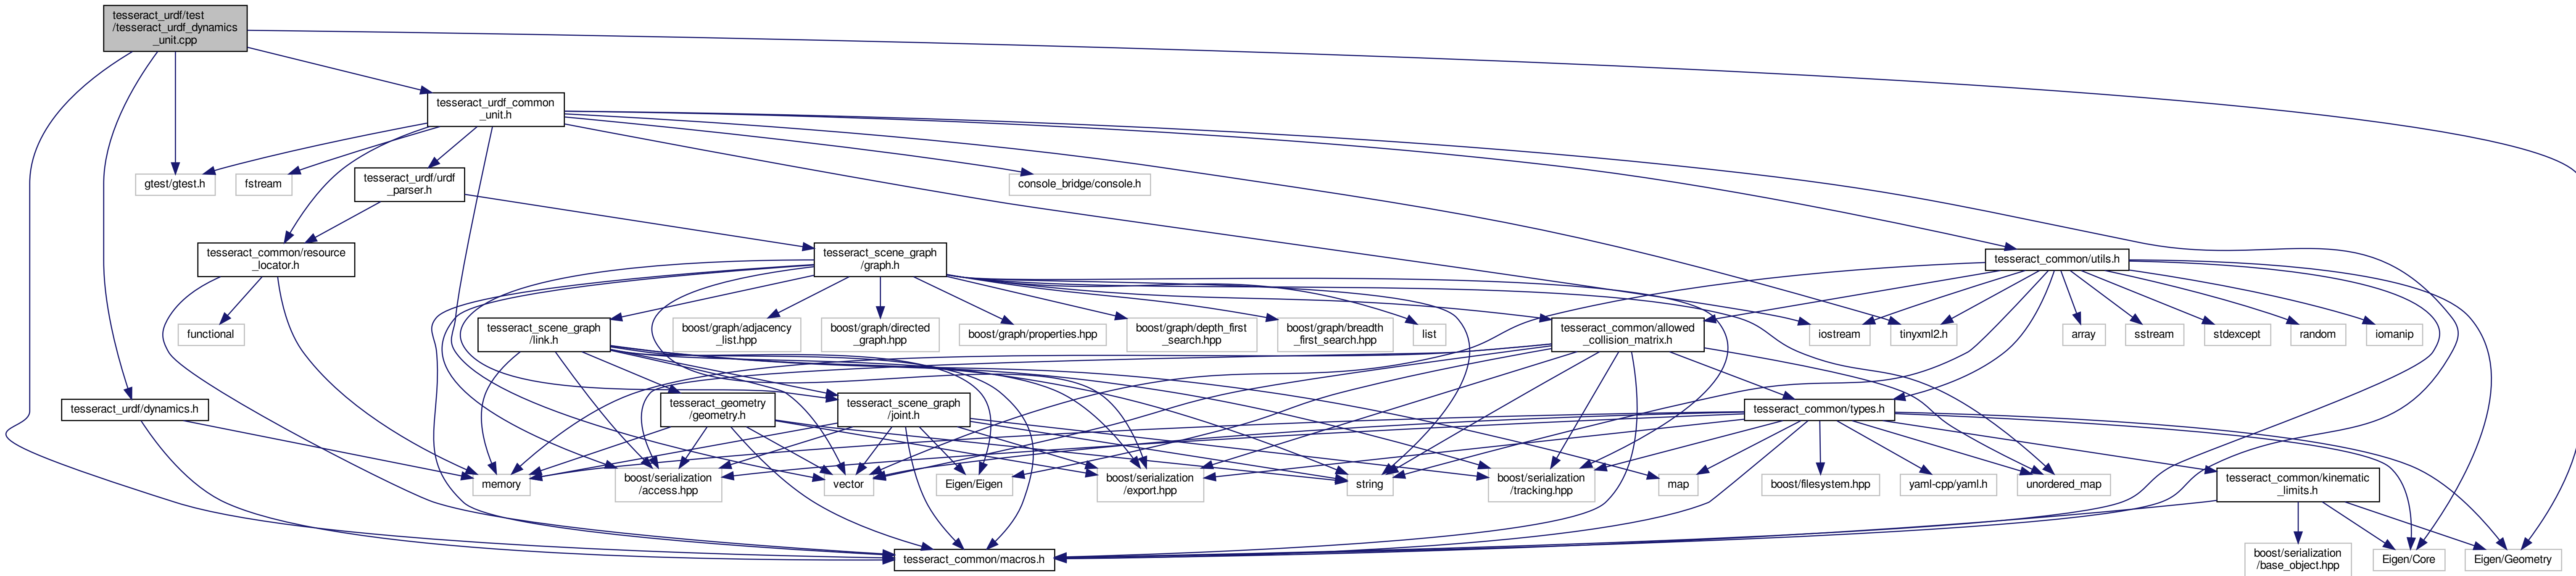 tesseract_urdf/test
/tesseract_urdf_dynamics
_unit.cpp
tesseract_urdf_common
_unit.h
gtest/gtest.h
fstream
tesseract_urdf/urdf
_parser.h
console_bridge/console.h
tesseract_common/resource
_locator.h
tesseract_scene_graph
/graph.h
tesseract_common/utils.h
functional
tesseract_scene_graph
/link.h
boost/graph/adjacency
_list.hpp
boost/graph/directed
_graph.hpp
boost/graph/properties.hpp
boost/graph/depth_first
_search.hpp
boost/graph/breadth
_first_search.hpp
list
tesseract_common/allowed
_collision_matrix.h
iostream
tinyxml2.h
array
sstream
stdexcept
random
iomanip
tesseract_urdf/dynamics.h
tesseract_geometry
/geometry.h
tesseract_scene_graph
/joint.h
tesseract_common/types.h
memory
boost/serialization
/access.hpp
vector
Eigen/Eigen
boost/serialization
/export.hpp
string
boost/serialization
/tracking.hpp
map
boost/filesystem.hpp
yaml-cpp/yaml.h
unordered_map
tesseract_common/kinematic
_limits.h
tesseract_common/macros.h
boost/serialization
/base_object.hpp
Eigen/Core
Eigen/Geometry